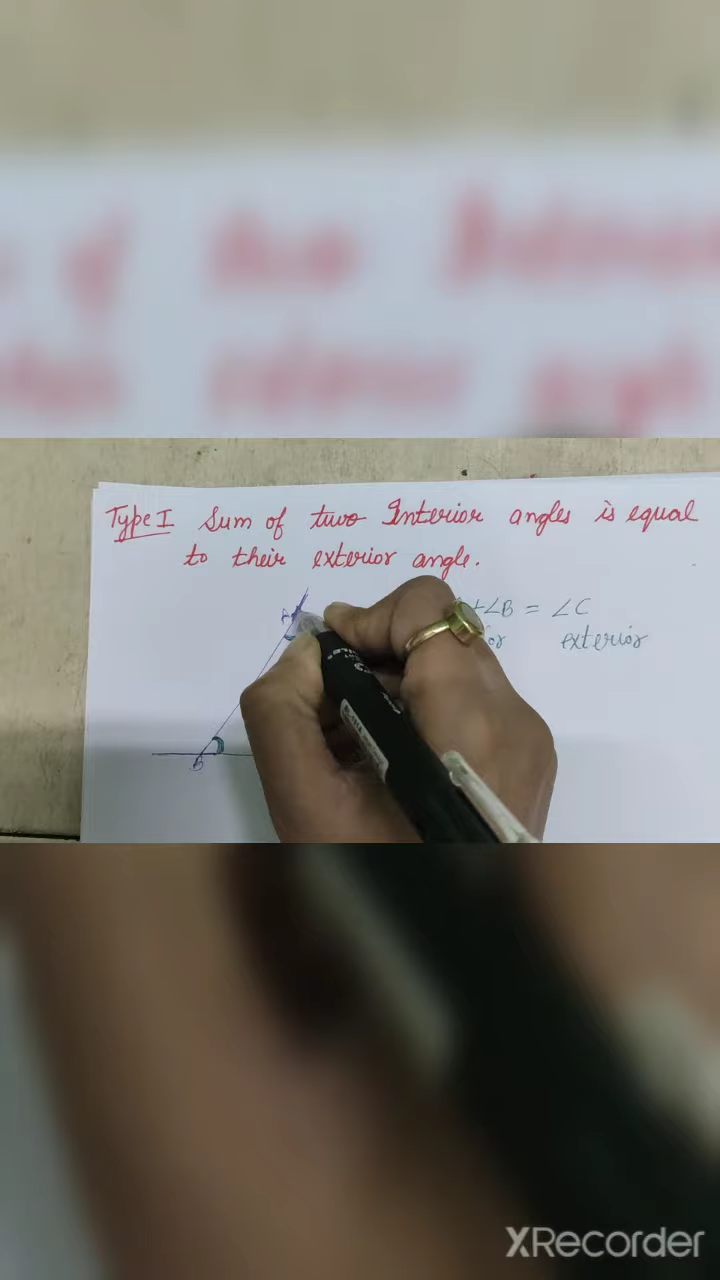 Type I Sum of two Interior angles is equal
to their exterior angle.
A
+∠B = ∠C
exterior
B
XRecorder